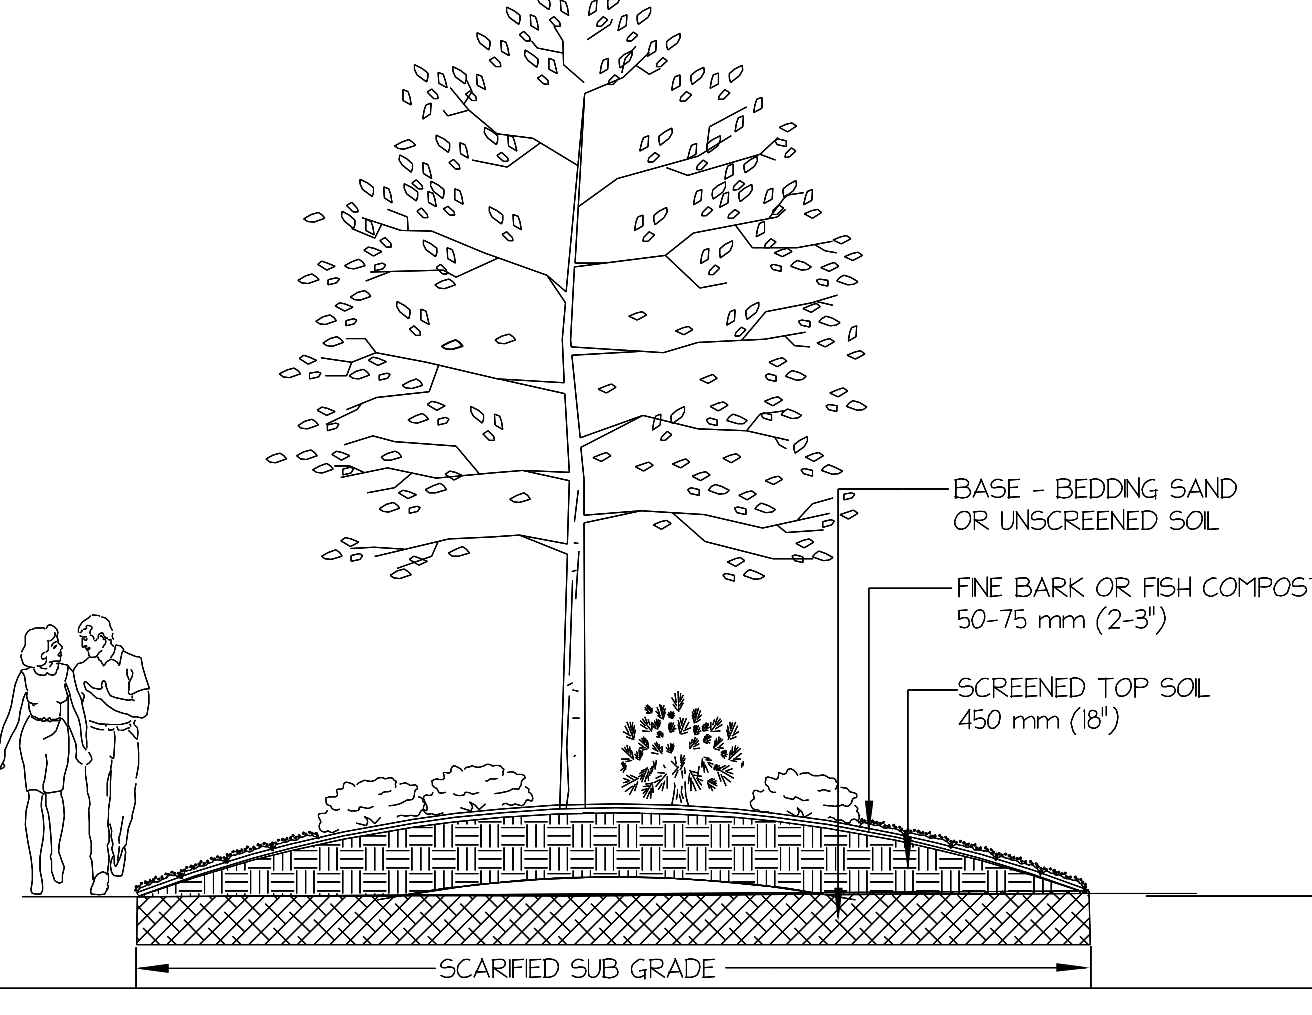 BASE - BEDDING SAND
OR UNSCREENED SOIL
FINE BARK OR FISH COMPOS
50-75 mm (2-3")
SCREENED TOP SOIL
450 mm (18")
SCARIFIED SUB GRADE